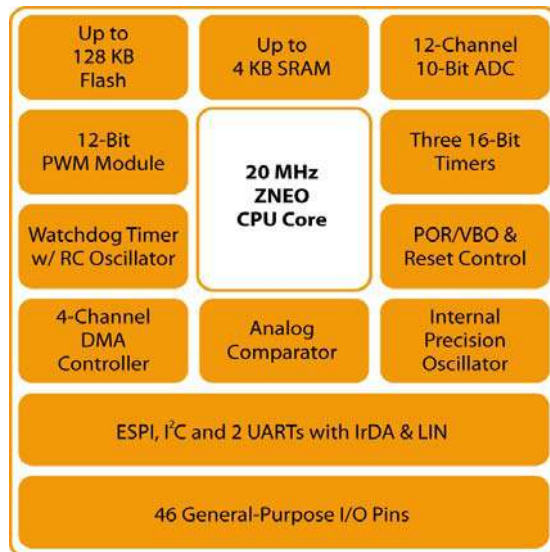 Up to
128 KB
Flash
Up to
4 KB SRAM
12-Channel
10-Bit ADC
12-Bit
PWM Module
20 MHz
ZNEO
CPU Core
Three 16-Bit
Timers
Watchdog Timer
w/ RC Oscillator
POR/VBO &
Reset Control
4-Channel
DMA
Controller
Analog
Comparator
Internal
Precision
Oscillator
ESPI, I²C and 2 UARTs with IrDA & LIN
46 General-Purpose I/O Pins